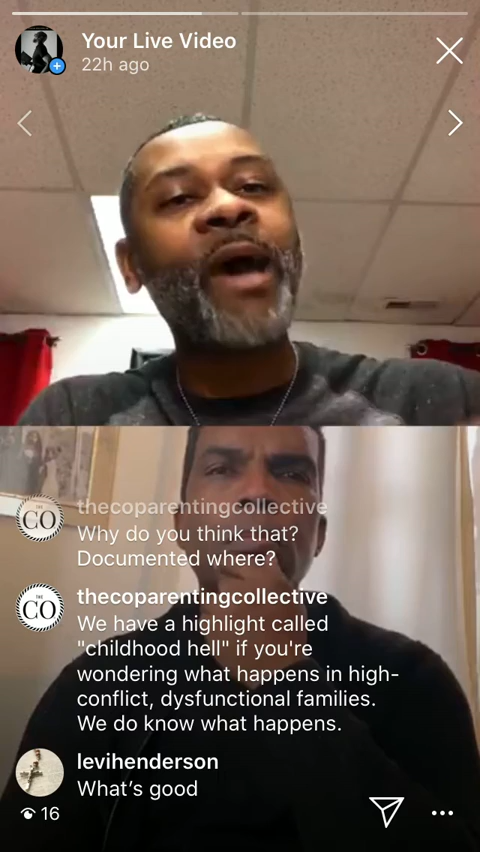 Your Live Video
22h ago
THE
CO
thecoparentingcollective
Why do you think that?
Documented where?
THE
CO
thecoparentingcollective
We have a highlight called
"childhood hell" if you're
wondering what happens in high-
conflict, dysfunctional families.
We do know what happens.
levihenderson
What's good
16